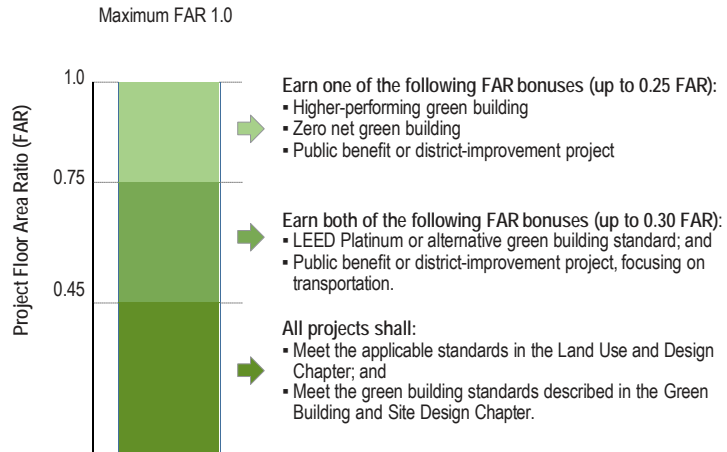 Maximum FAR 1.0
Project Floor Area Ratio (FAR)
1.0
0.75
0.45
Earn one of the following FAR bonuses (up to 0.25 FAR):
▪ Higher-performing green building
▪ Zero net green building
▪ Public benefit or district-improvement project
Earn both of the following FAR bonuses (up to 0.30 FAR):
▪ LEED Platinum or alternative green building standard; and
▪ Public benefit or district-improvement project, focusing on
transportation.
All projects shall:
▪ Meet the applicable standards in the Land Use and Design
Chapter; and
▪ Meet the green building standards described in the Green
Building and Site Design Chapter.